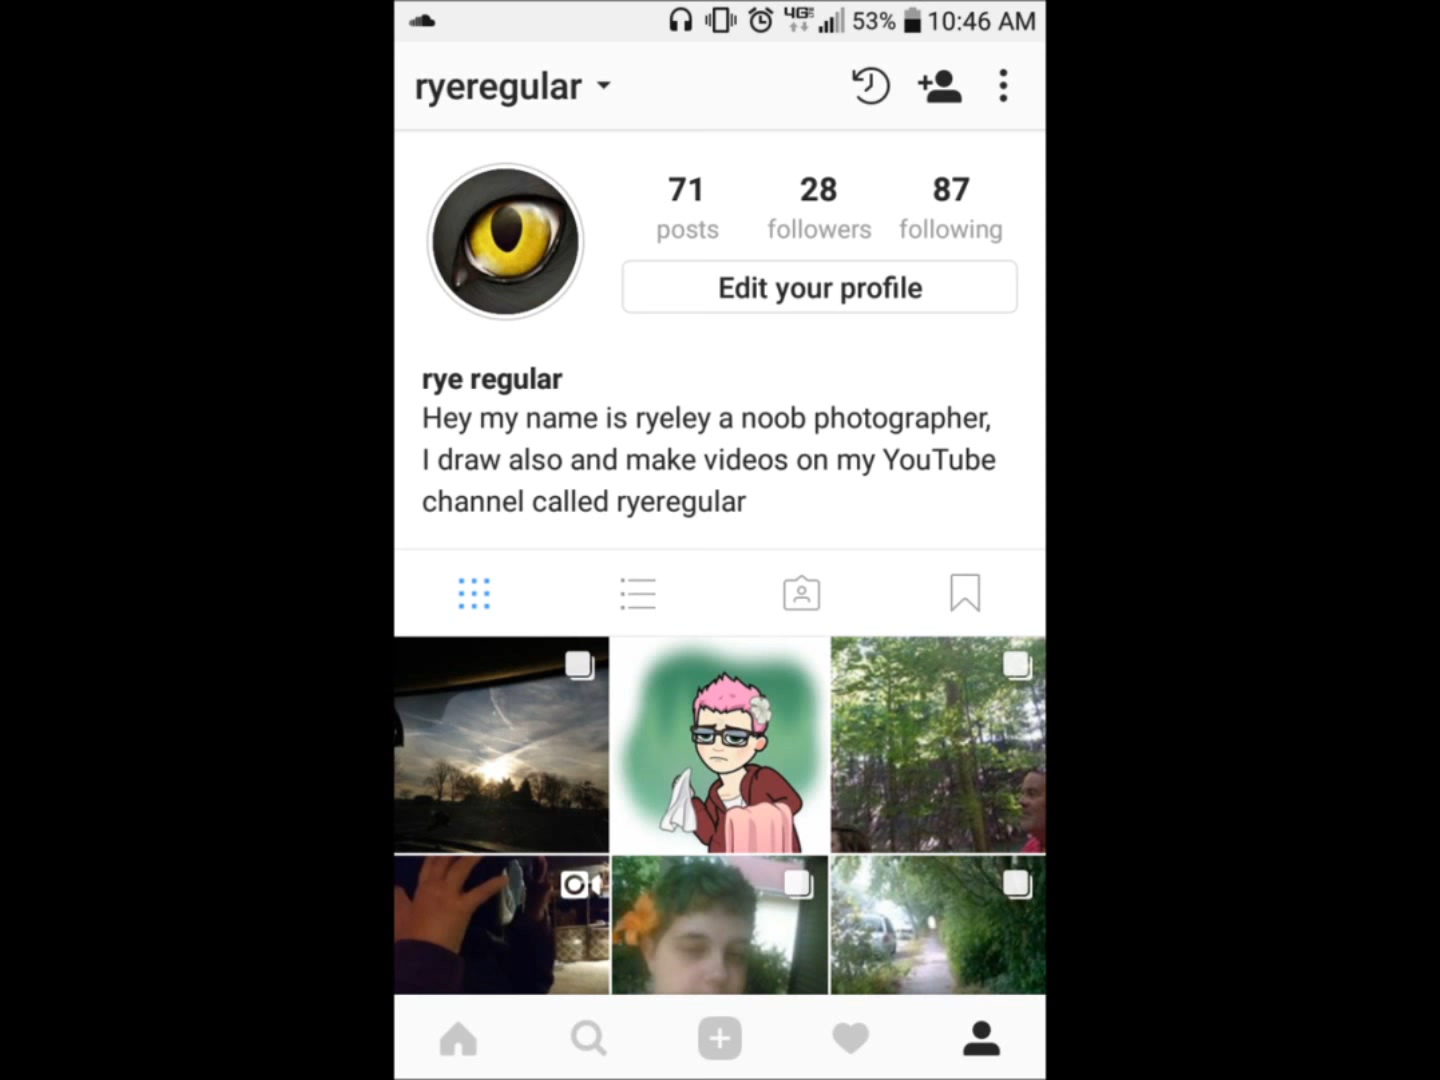 4G 53% 10:46 AM
ryeregular
71 28 87
posts followers following
Edit your profile
rye regular
Hey my name is ryeley a noob photographer,
I draw also and make videos on my YouTube
channel called ryeregular